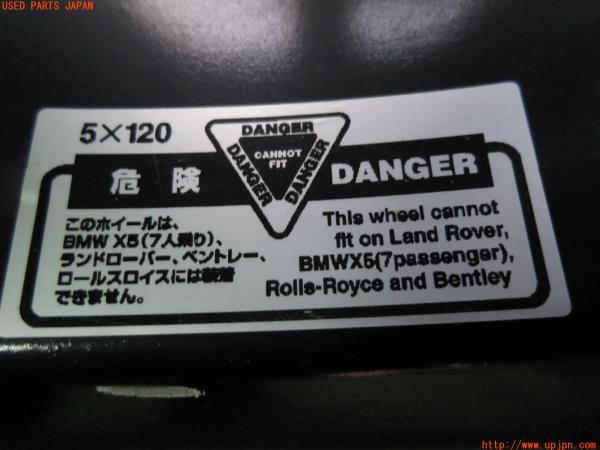 USED PARTS JAPAN
5×120
DANGER
DANGER
DANGER
CANNOT
FIT
危険
DANGER
このホイールは、
BMW X5(7人乗り)、
ランドローバー、ベントレー、
ロールスロイスには装着
できません。
This wheel cannot
fit on Land Rover,
BMWX5(7passenger),
Rolls-Royce and Bentley
http://www.upjpn.com/